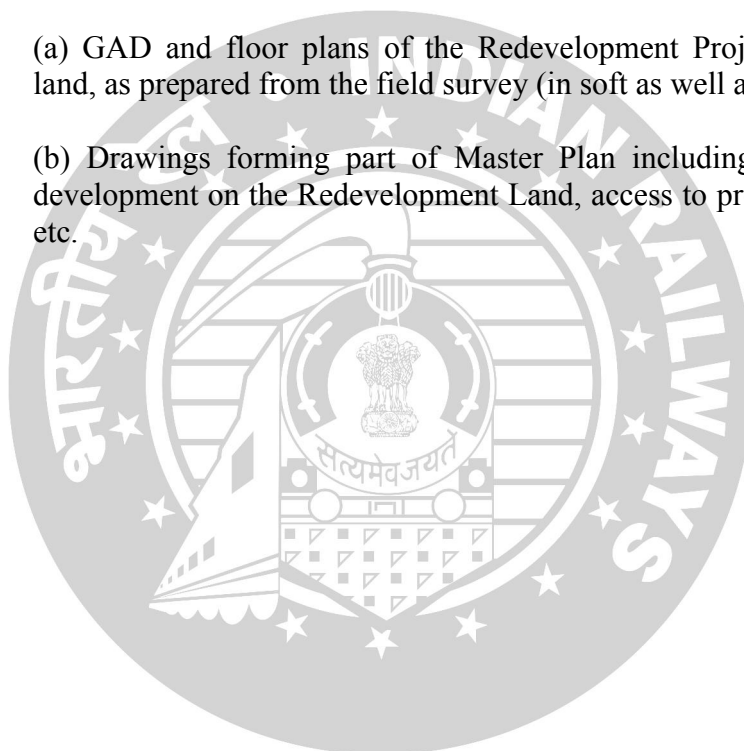 (a) GAD and floor plans of the Redevelopment Proj
land, as prepared from the field survey (in soft as well a
(b) Drawings forming part of Master Plan including
development on the Redevelopment Land, access to pr
etc.
भारतीय रेल
INDIAN RAILWAYS
सत्यमेव जयते